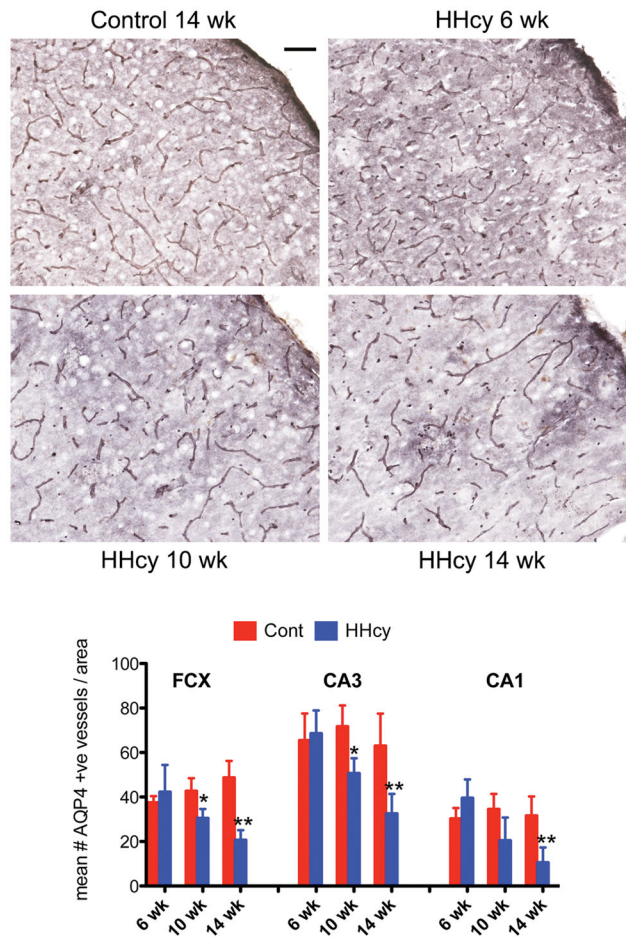 Control 14 wk
HHcy 6 wk
HHcy 10 wk
HHcy 14 wk
Cont
HHcy
mean # AQP4 +ve vessels / area
100
80
60
40
20
0
FCX
CA3
CA1
*
**
*
**
**
6 wk
10 wk
14 wk
6 wk
10 wk
14 wk
6 wk
10 wk
14 wk